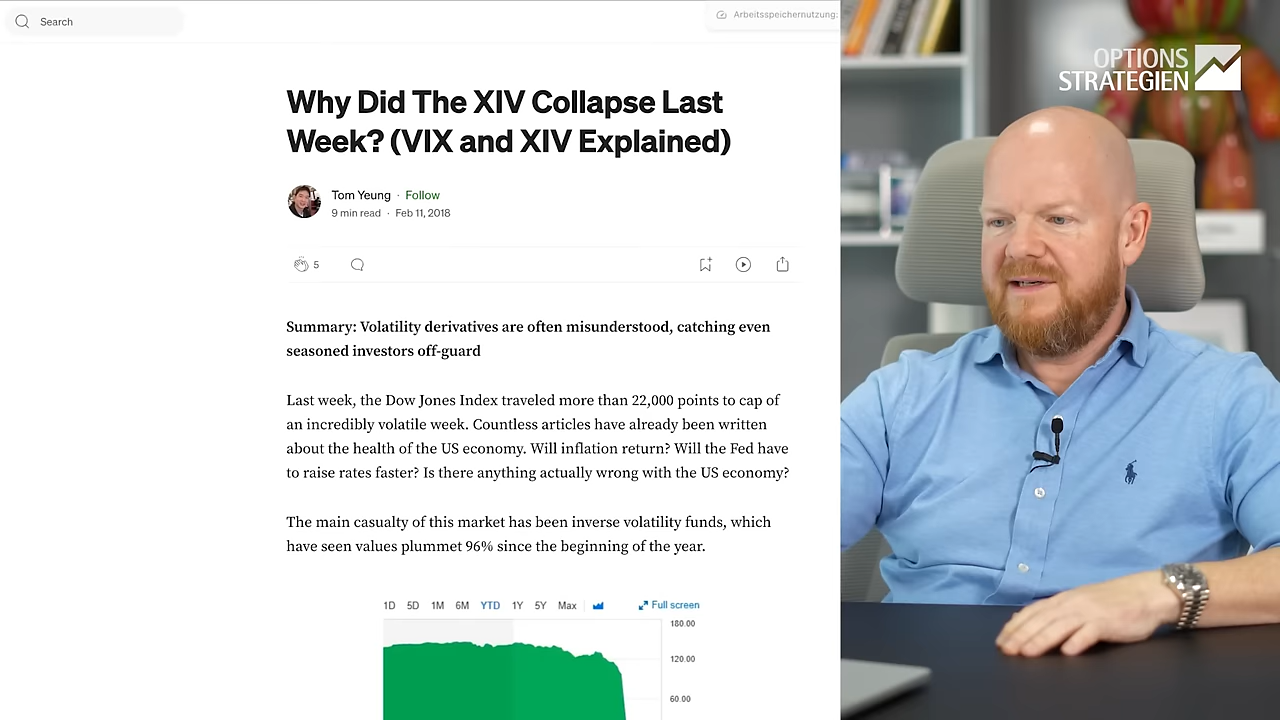 Search
Arbeitsspeichernutzung:
OPTIONS
STRATEGIEN
Why Did The XIV Collapse Last
Week? (VIX and XIV Explained)
Tom Yeung · Follow
9 min read · Feb 11, 2018
5
Summary: Volatility derivatives are often misunderstood, catching even
seasoned investors off-guard
Last week, the Dow Jones Index traveled more than 22,000 points to cap of
an incredibly volatile week. Countless articles have already been written
about the health of the US economy. Will inflation return? Will the Fed have
to raise rates faster? Is there anything actually wrong with the US economy?
The main casualty of this market has been inverse volatility funds, which
have seen values plummet 96% since the beginning of the year.
1D 5D 1M 6M YTD 1Y 5Y Max Full screen
180.00
120.00
60.00